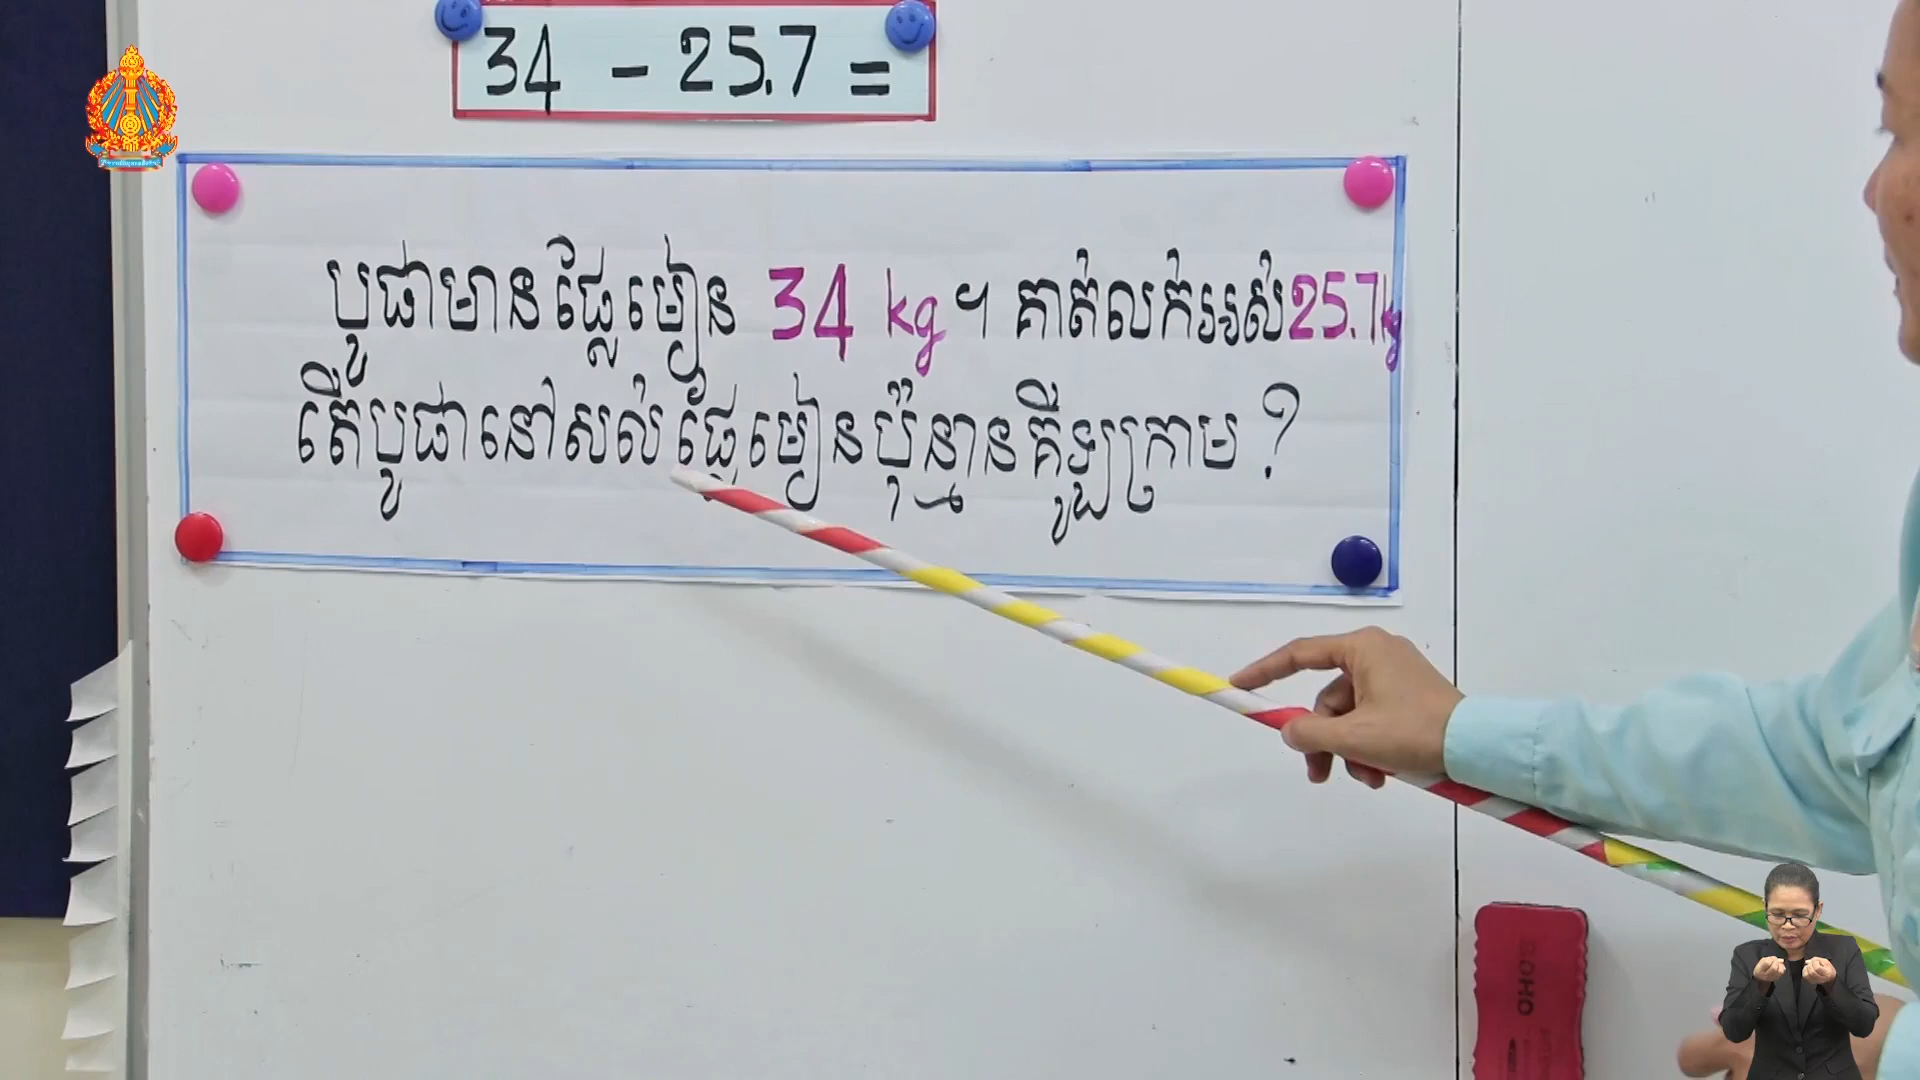 34 - 25.7 =
បូផាមានផ្លែមៀន 34 kg ។ គាត់លក់អស់ 25.7 kg
តើបូផានៅសល់ផ្លែមៀនប៉ុន្មានគីឡូក្រាម ?
SOHO